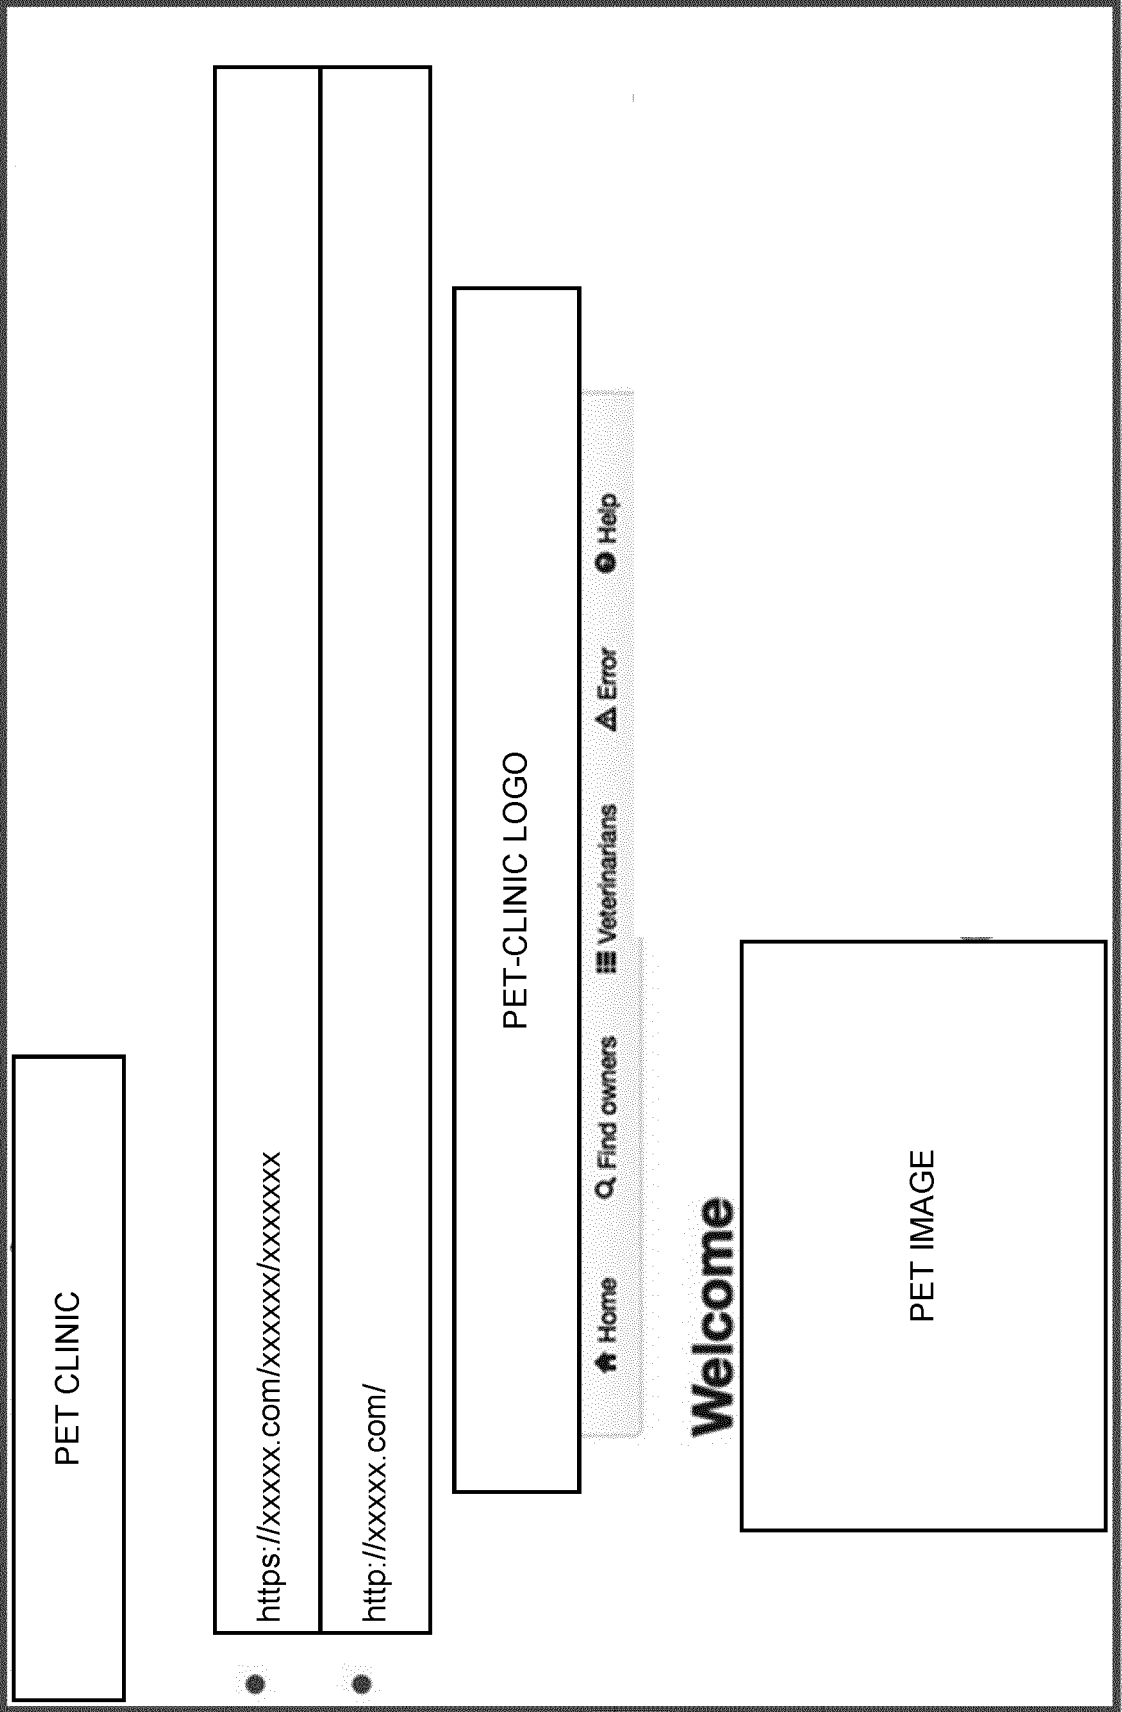 PET CLINIC
https://xxxxx.com/xxxxxx/xxxxxxx
http://xxxxx.com/
PET-CLINIC LOGO
Home Find owners Veterinarians Error Help
Welcome
PET IMAGE